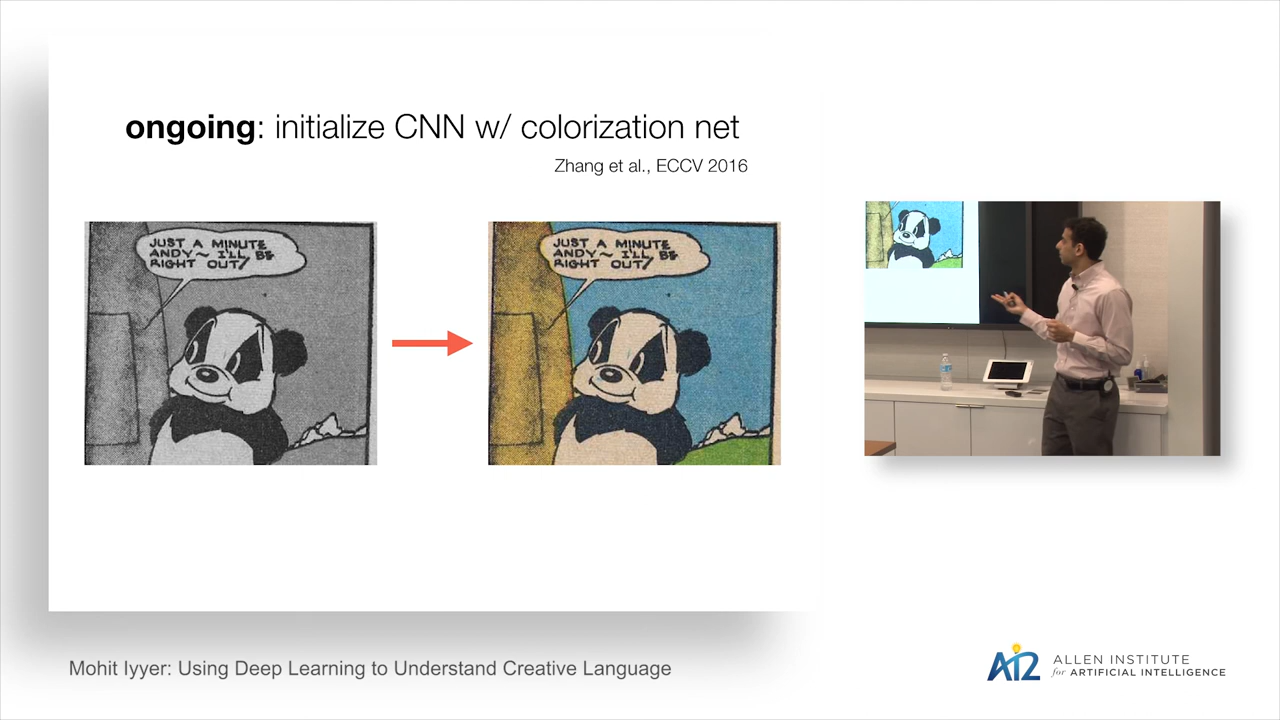 ongoing: initialize CNN w/ colorization net
Zhang et al., ECCV 2016
JUST A MINUTE
ANDY~ I'LL BE
RIGHT OUT!
JUST A MINUTE
ANDY~ I'LL BE
RIGHT OUT!
Mohit Iyyer: Using Deep Learning to Understand Creative Language
AI2 ALLEN INSTITUTE
for ARTIFICIAL INTELLIGENCE